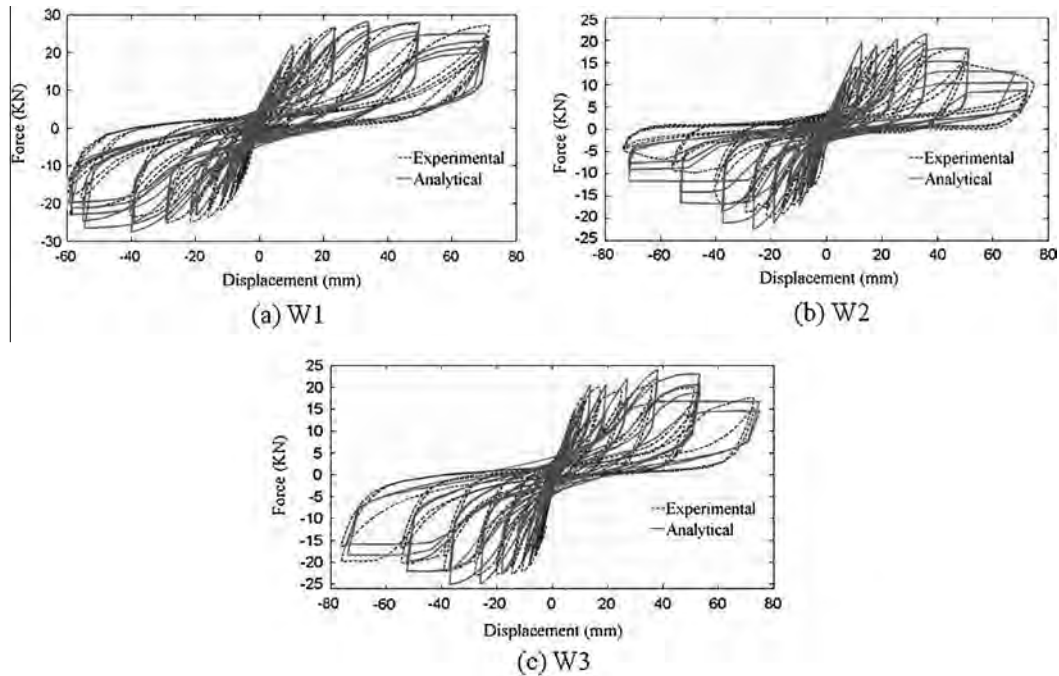 30
20
10
0
-10
-20
-30
Force (KN)
Experimental
Analytical
-60 -40 -20 0 20 40 60 80
Displacement (mm)
(a) W1
25
20
15
10
5
0
-5
-10
-15
-20
-25
Force (KN)
Experimental
Analytical
-80 -60 -40 -20 0 20 40 60 80
Displacement (mm)
(b) W2
25
20
15
10
5
0
-5
-10
-15
-20
-25
Force (KN)
Experimental
Analytical
-80 -60 -40 -20 0 20 40 60 80
Displacement (mm)
(c) W3